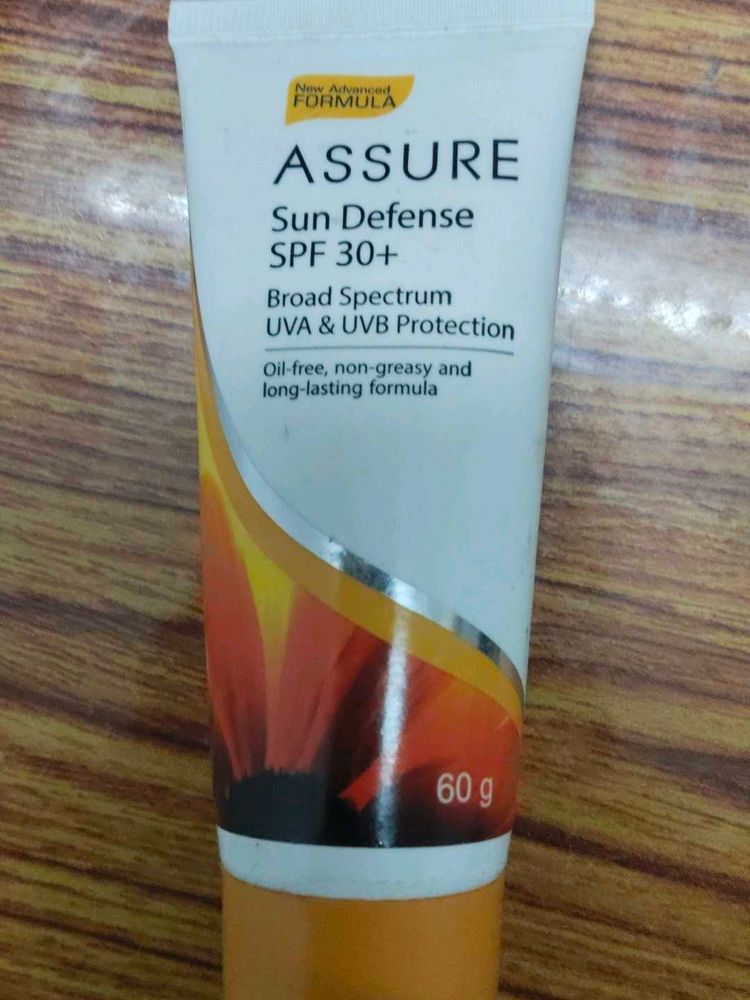 New Advanced
FORMULA
ASSURE
Sun Defense
SPF 30+
Broad Spectrum
UVA & UVB Protection
Oil-free, non-greasy and
long-lasting formula
60 g